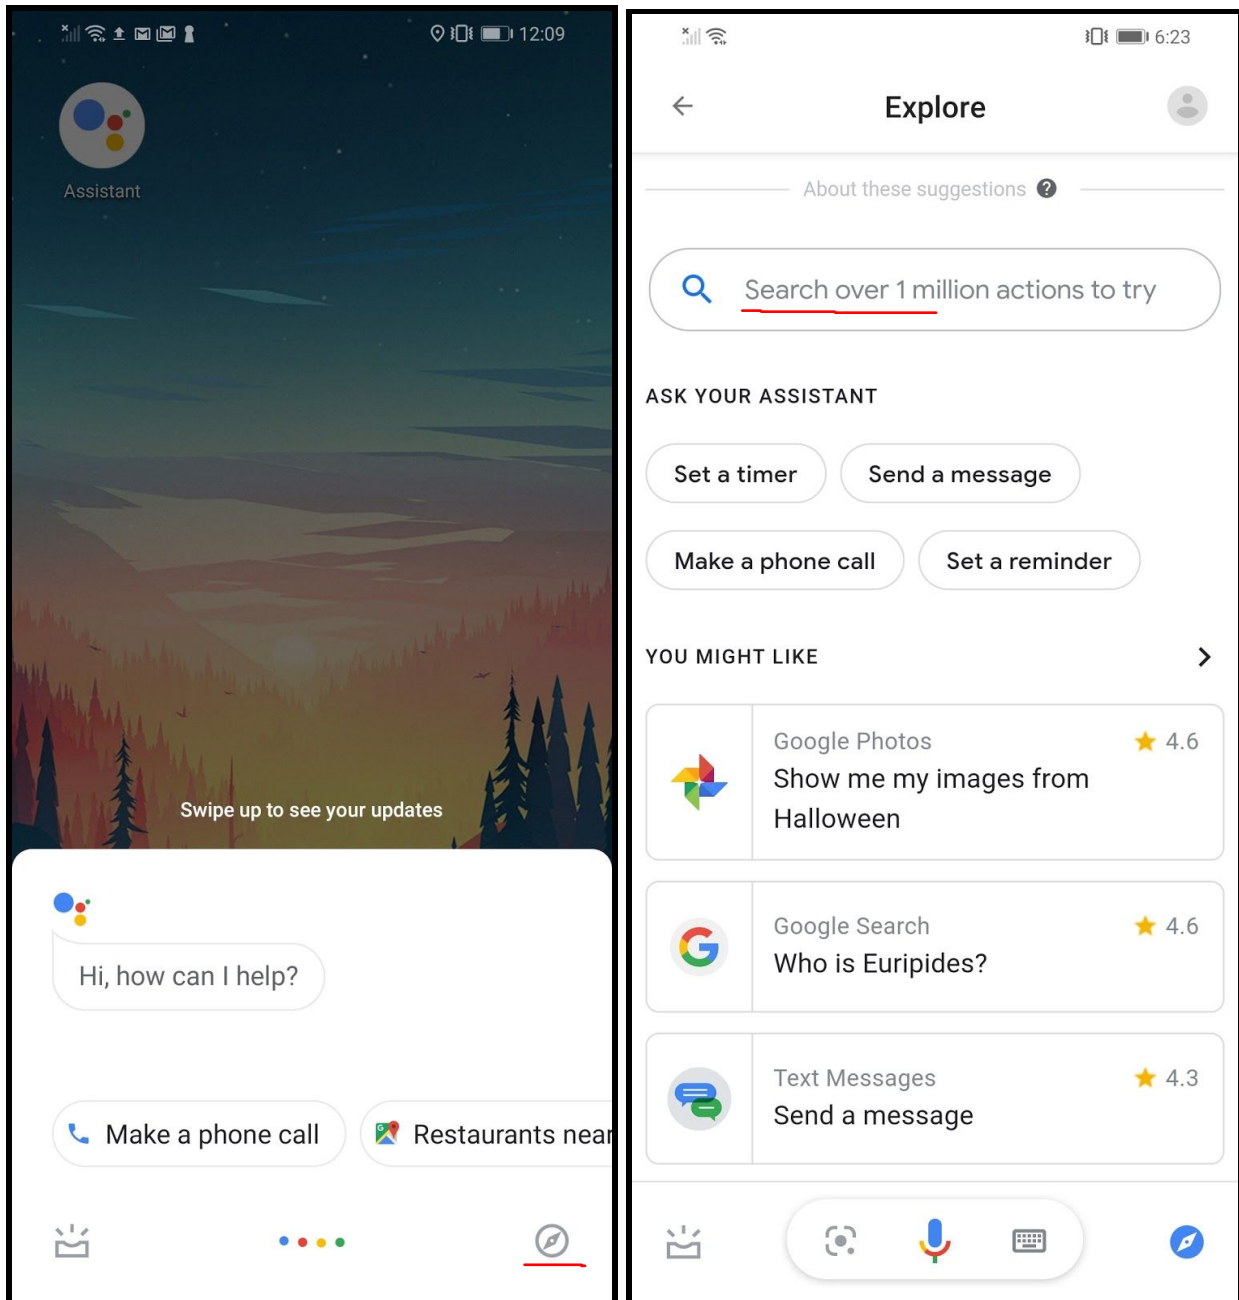 12:09
Assistant
Swipe up to see your updates
Hi, how can I help?
Make a phone call
Restaurants near
6:23
Explore
About these suggestions ?
Search over 1 million actions to try
ASK YOUR ASSISTANT
Set a timer
Send a message
Make a phone call
Set a reminder
YOU MIGHT LIKE
Google Photos
4.6
Show me my images from
Halloween
Google Search
4.6
Who is Euripides?
Text Messages
4.3
Send a message